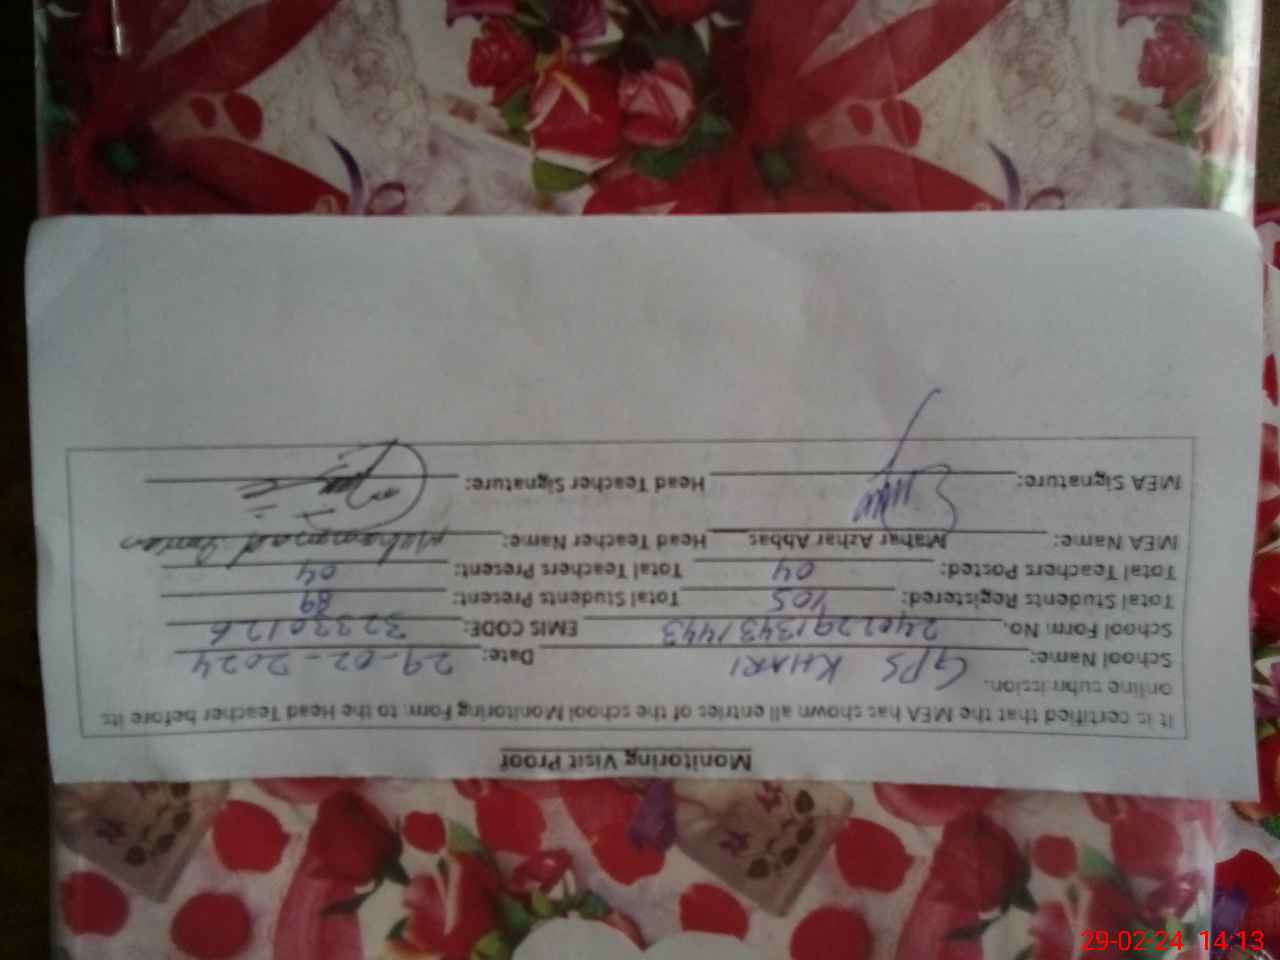 Monitoring Visit Proof
It is certified that the MEA has shown all entries of the school Monitoring Form, to the Head Teacher before its
online submission.
School Name: GPS KHARI Date: 29-02-2024
School Form No. 24022913431443 EMIS CODE: 32330126
Total Students Registered: 105 Total Students Present: 89
Total Teachers Posted: 04 Total Teachers Present: 04
MEA Name: Mahar Azhar Abbas Head Teacher Name: Muhammad
MEA Signature: Head Teacher Signature:
29-02-24 14:13